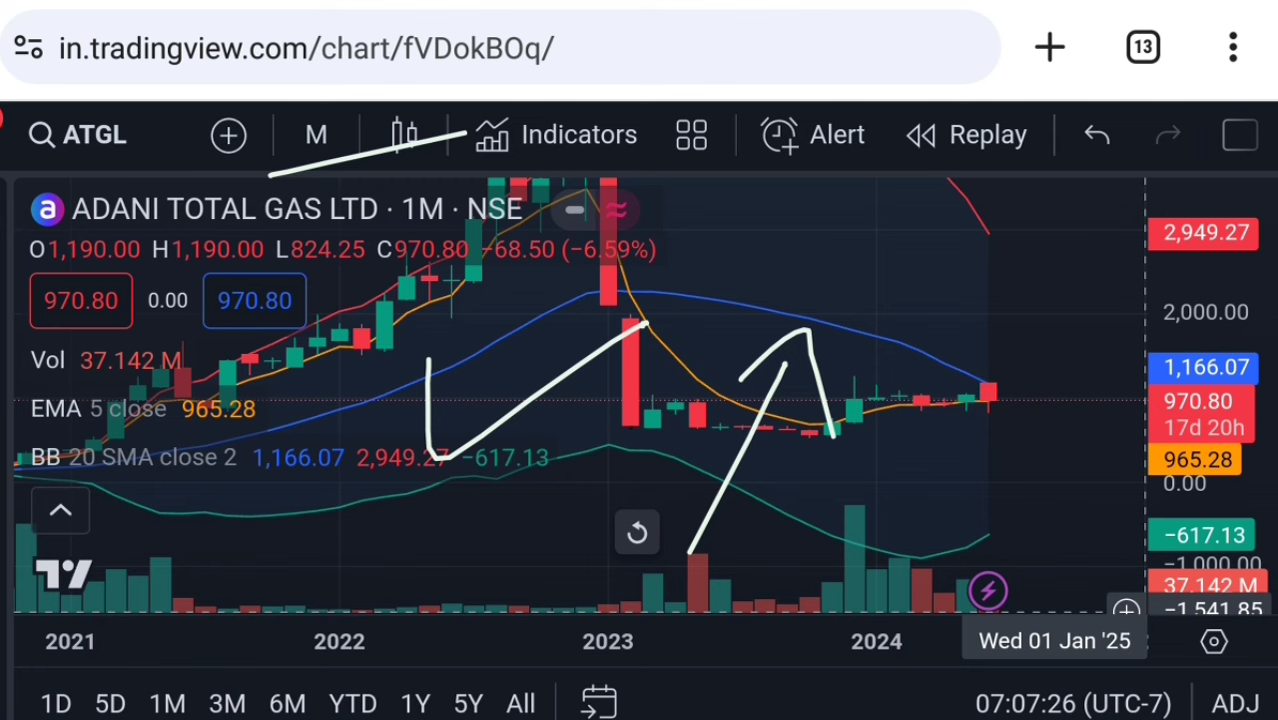 in.tradingview.com/chart/fVDokBOq/
13
ATGL
M
Indicators
Alert
Replay
a ADANI TOTAL GAS LTD · 1M · NSE
O1,190.00 H1,190.00 L824.25 C970.80 −68.50 (−6.59%)
970.80 0.00 970.80
Vol 37.142 M
EMA 5 close 965.28
BB 20 SMA close 2 1,166.07 2,949.27 −617.13
2,949.27
2,000.00
1,166.07
970.80
17d 20h
965.28
0.00
−617.13
−1,000.00
37.142 M
−1,541.85
2021 2022 2023 2024 Wed 01 Jan '25
1D 5D 1M 3M 6M YTD 1Y 5Y All 07:07:26 (UTC-7) ADJ